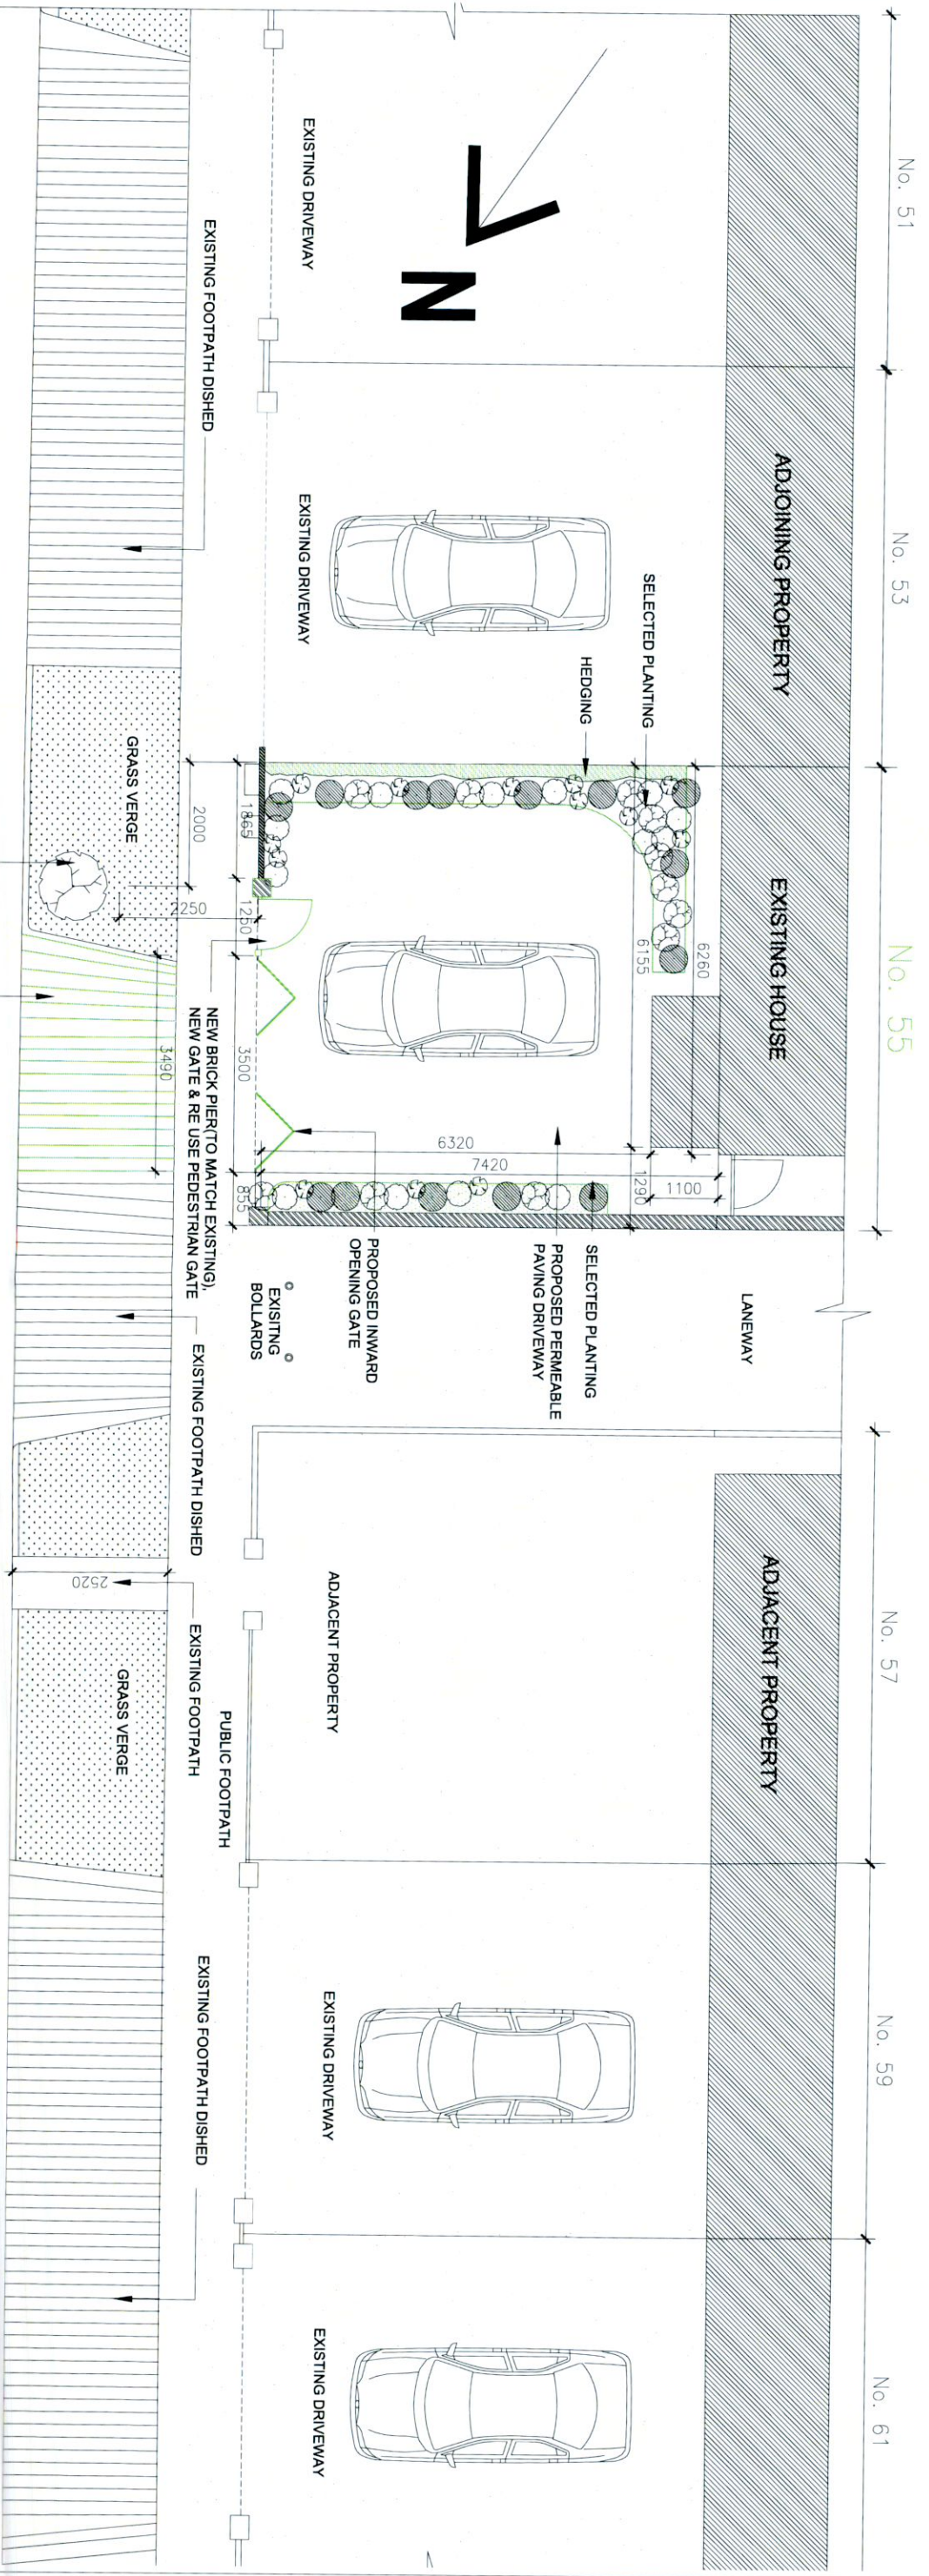 No. 51
No. 53
No. 55
No. 57
No. 59
No. 61
ADJOINING PROPERTY
EXISTING HOUSE
LANEWAY
ADJACENT PROPERTY
N
EXISTING DRIVEWAY
EXISTING DRIVEWAY
SELECTED PLANTING
HEDGING
6260
6155
6320
7420
1290
1100
SELECTED PLANTING
PROPOSED PERMEABLE
PAVING DRIVEWAY
PROPOSED INWARD
OPENING GATE
EXISITNG
BOLLARDS
ADJACENT PROPERTY
EXISTING DRIVEWAY
EXISTING DRIVEWAY
1865
1250
3500
855
2000
2250
3490
NEW BRICK PIER(TO MATCH EXISTING),
NEW GATE & RE USE PEDESTRIAN GATE
EXISTING FOOTPATH DISHED
GRASS VERGE
EXISTING FOOTPATH DISHED
2520
EXISTING FOOTPATH
PUBLIC FOOTPATH
GRASS VERGE
EXISTING FOOTPATH DISHED